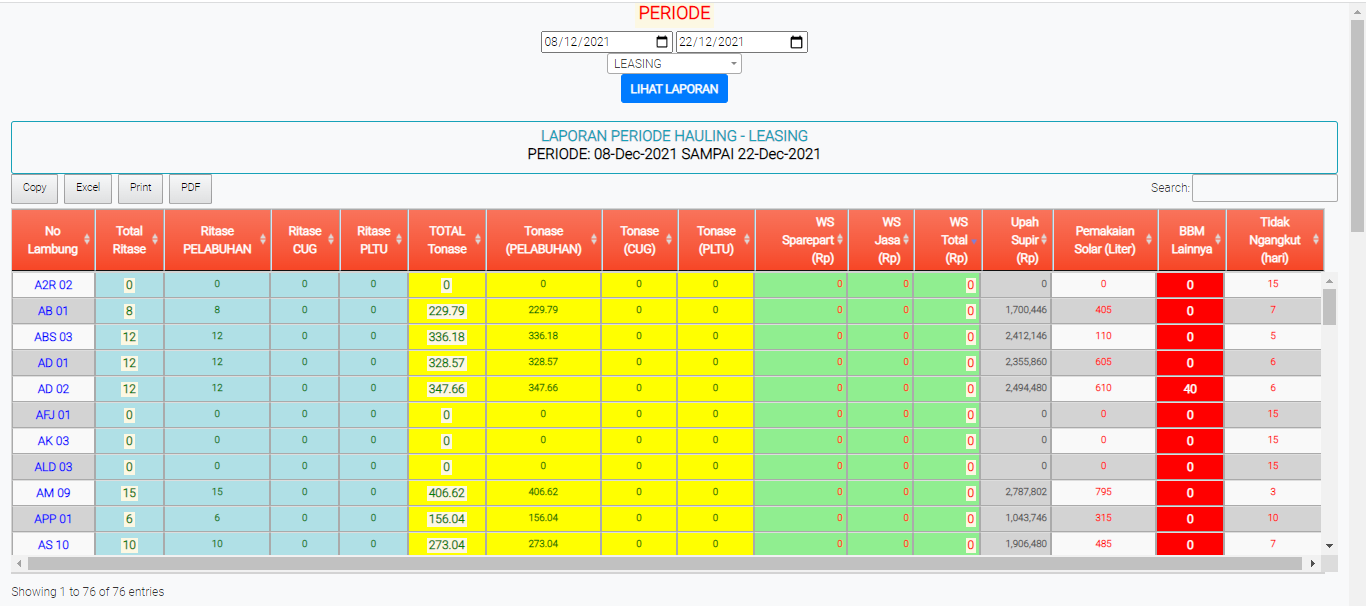 PERIODE
08/12/2021 22/12/2021
LEASING
LIHAT LAPORAN
LAPORAN PERIODE HAULING - LEASING
PERIODE: 08-Dec-2021 SAMPAI 22-Dec-2021
Copy Excel Print PDF Search:
No Lambung Total Ritase Ritase PELABUHAN Ritase CUG Ritase PLTU TOTAL Tonase Tonase (PELABUHAN) Tonase (CUG) Tonase (PLTU) WS Sparepart (Rp) WS Jasa (Rp) WS Total (Rp) Upah Supir (Rp) Pemakaian Solar (Liter) BBM Lainnya Tidak Ngangkut (hari)
A2R 02 0 0 0 0 0 0 0 0 0 0 0 0 0 0 15
AB 01 8 8 0 0 229.79 229.79 0 0 0 0 0 1,700,446 405 0 7
ABS 03 12 12 0 0 336.18 336.18 0 0 0 0 0 2,412,146 110 0 5
AD 01 12 12 0 0 328.57 328.57 0 0 0 0 0 2,355,860 605 0 6
AD 02 12 12 0 0 347.66 347.66 0 0 0 0 0 2,494,480 610 40 6
AFJ 01 0 0 0 0 0 0 0 0 0 0 0 0 0 0 15
AK 03 0 0 0 0 0 0 0 0 0 0 0 0 0 0 15
ALD 03 0 0 0 0 0 0 0 0 0 0 0 0 0 0 15
AM 09 15 15 0 0 406.62 406.62 0 0 0 0 0 2,787,802 795 0 3
APP 01 6 6 0 0 156.04 156.04 0 0 0 0 0 1,043,746 315 0 10
AS 10 10 10 0 0 273.04 273.04 0 0 0 0 0 1,906,480 485 0 7
Showing 1 to 76 of 76 entries